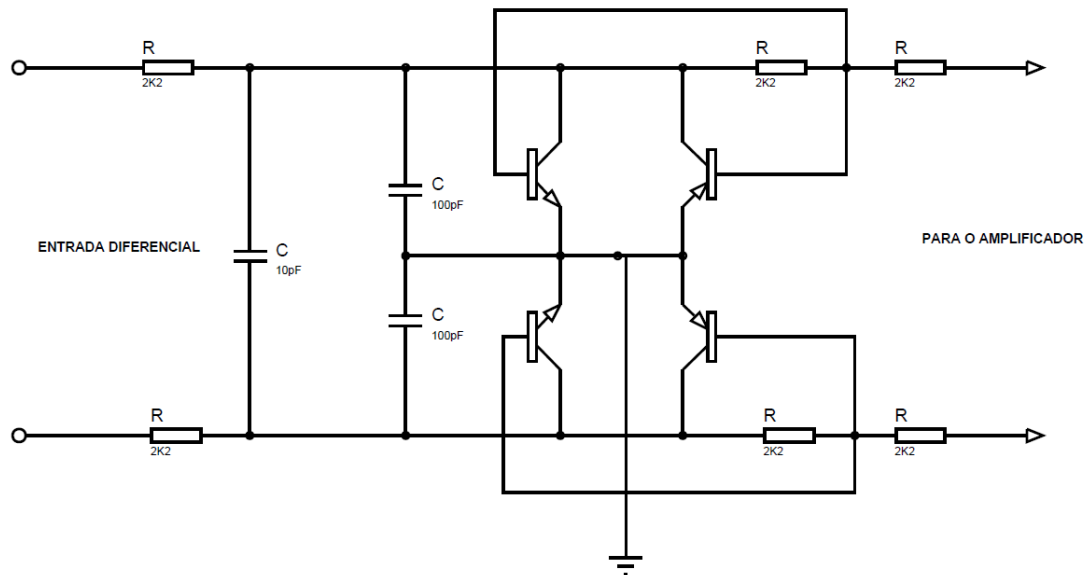 R
2K2
R
2K2
R
2K2
C
100pF
ENTRADA DIFERENCIAL
C
10pF
PARA O AMPLIFICADOR
C
100pF
R
2K2
R
2K2
R
2K2